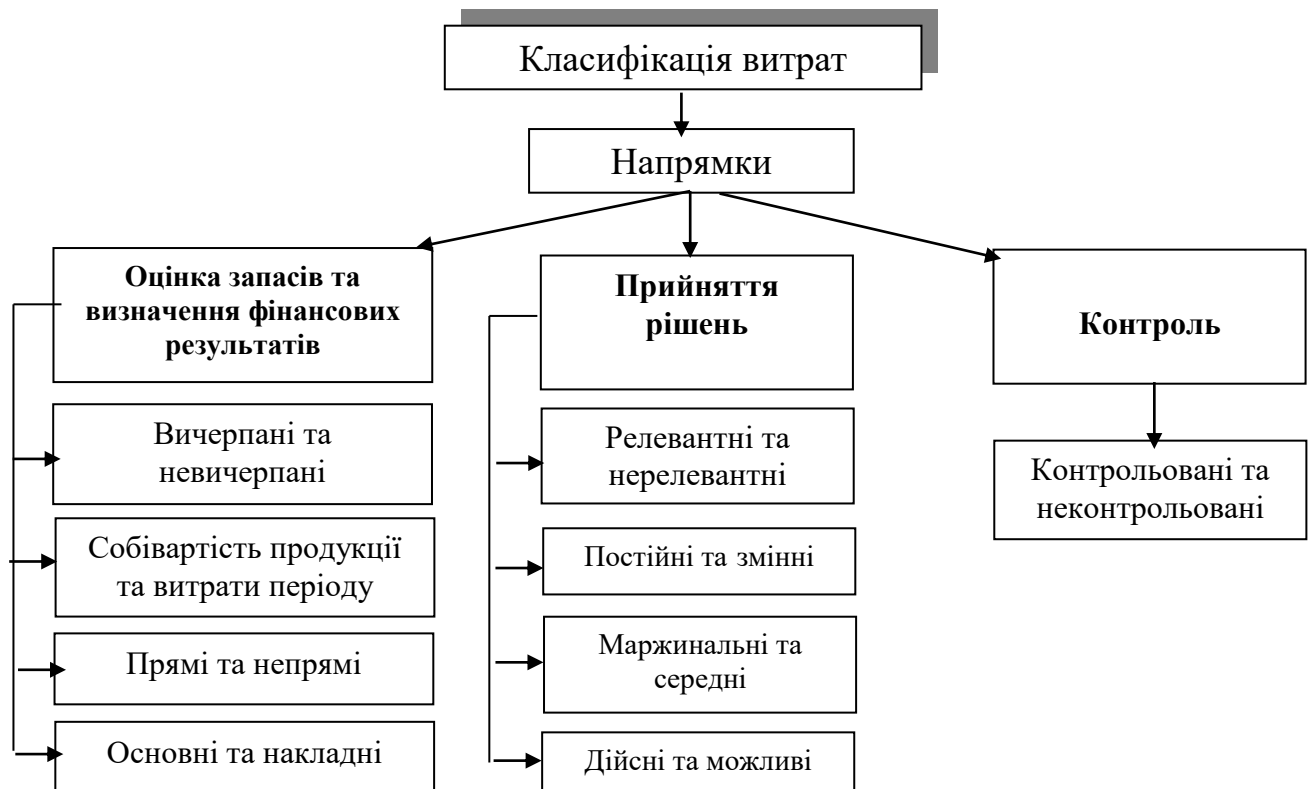 Класифікація витрат
Напрямки
Оцінка запасів та
визначення фінансових
результатів
Вичерпані та
невичерпані
Собівартість продукції
та витрати періоду
Прямі та непрямі
Основні та накладні
Прийняття
рішень
Релевантні та
нерелевантні
Постійні та змінні
Маржинальні та
середні
Дійсні та можливі
Контроль
Контрольовані та
неконтрольовані